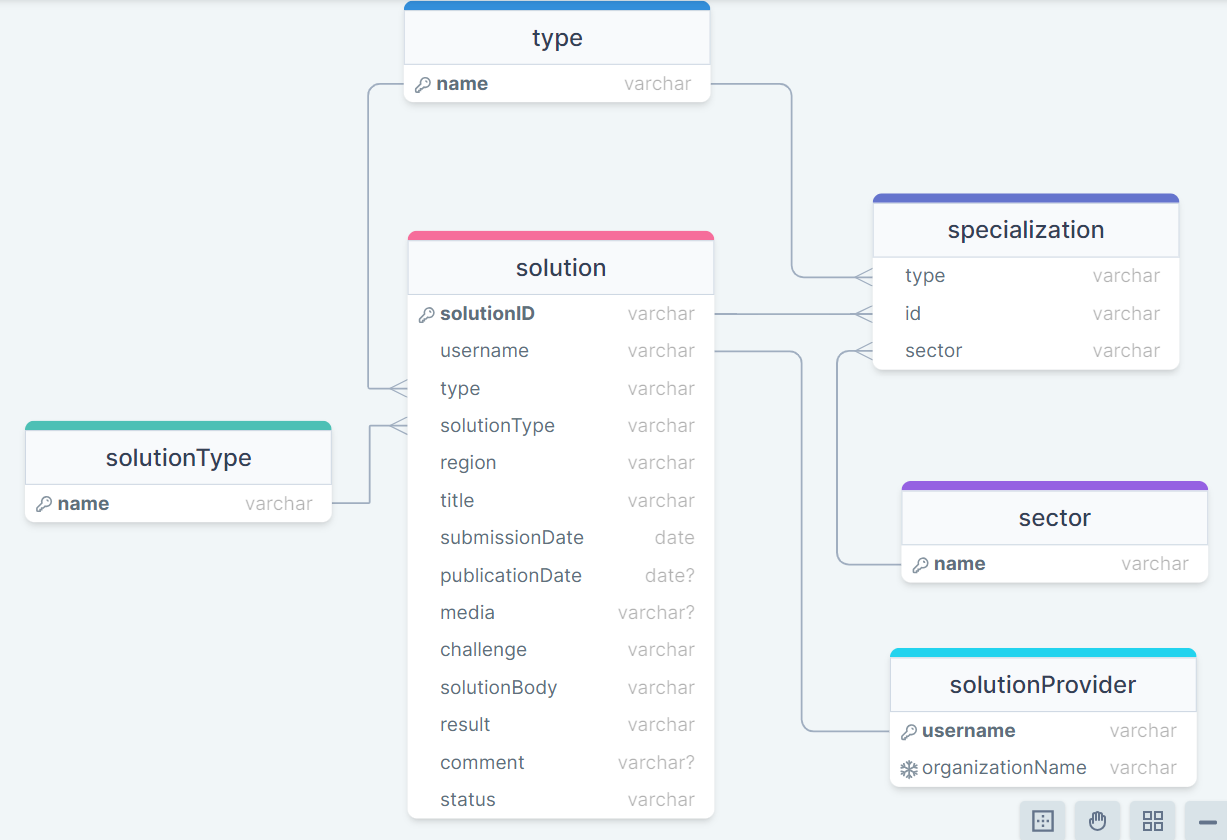 type
name varchar
specialization
type varchar
id varchar
sector varchar
solution
solutionID varchar
username varchar
type varchar
solutionType varchar
region varchar
title varchar
submissionDate date
publicationDate date?
media varchar?
challenge varchar
solutionBody varchar
result varchar
comment varchar?
status varchar
solutionType
name varchar
sector
name varchar
solutionProvider
username varchar
organizationName varchar